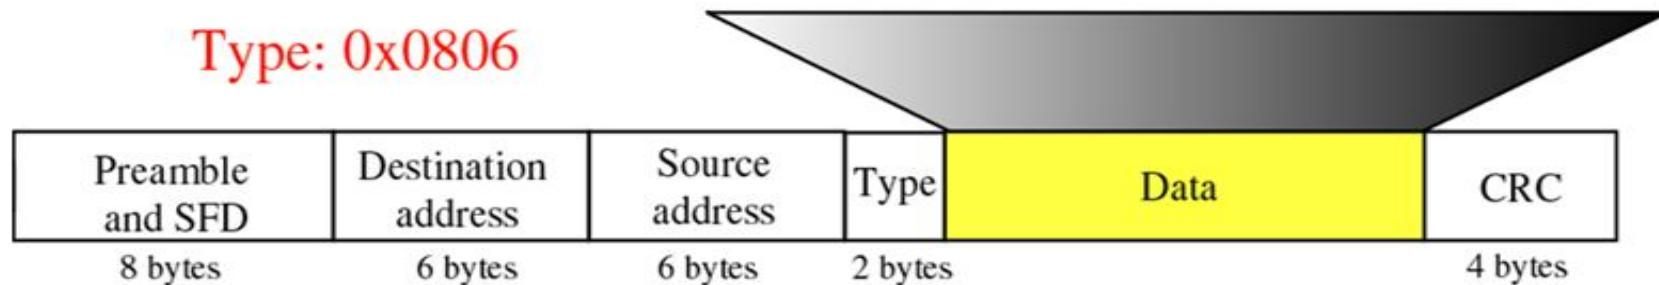 Type: 0x0806
Preamble
and SFD
Destination
address
Source
address
Type
Data
CRC
8 bytes
6 bytes
6 bytes
2 bytes
4 bytes